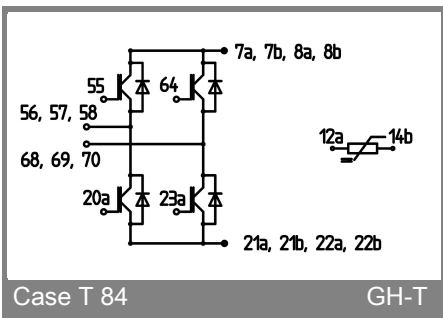 7a, 7b, 8a, 8b
55
64
56, 57, 58
12a
14b
68, 69, 70
20a
23a
21a, 21b, 22a, 22b
Case T 84
GH-T